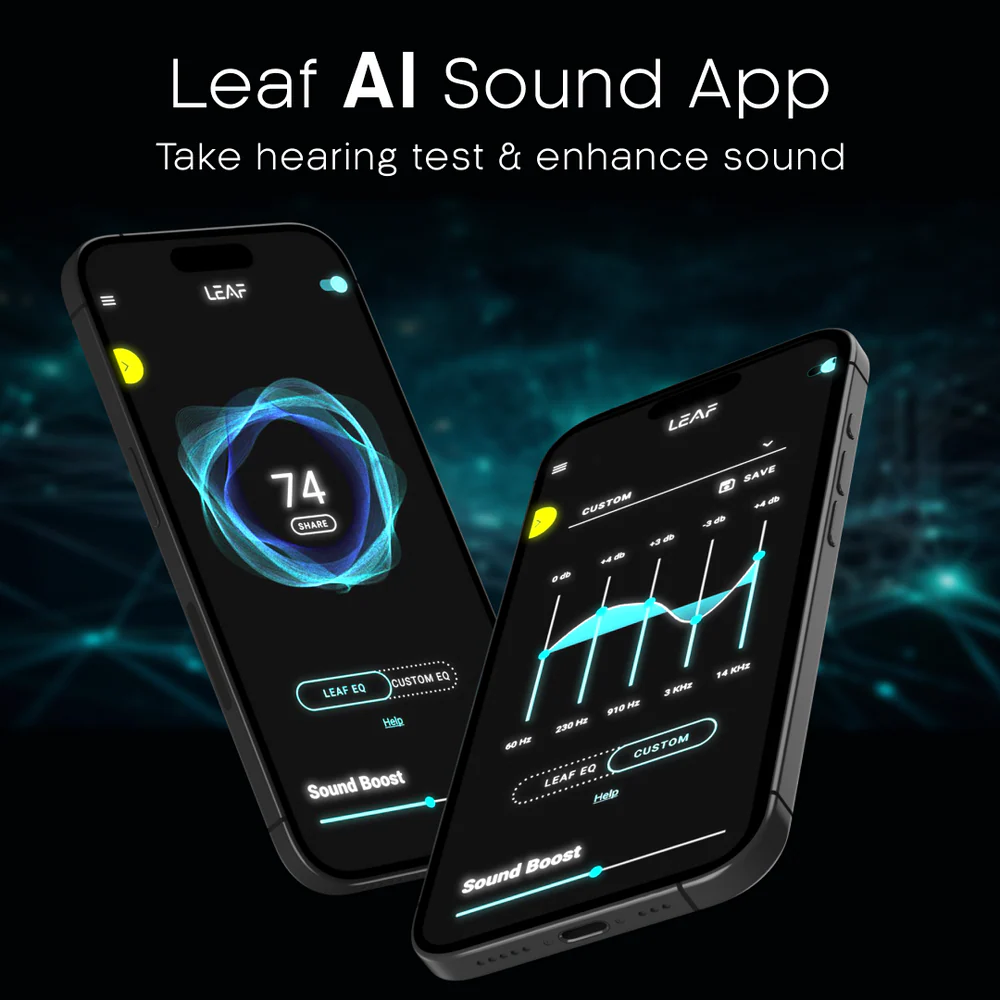 Leaf AI Sound App
Take hearing test & enhance sound
LEAF
74
SHARE
LEAF EQ
CUSTOM EQ
Help
Sound Boost
LEAF
CUSTOM
SAVE
0 db
+4 db
+3 db
-3 db
+4 db
60 Hz
230 Hz
910 Hz
3 KHz
14 KHz
LEAF EQ
CUSTOM
Help
Sound Boost